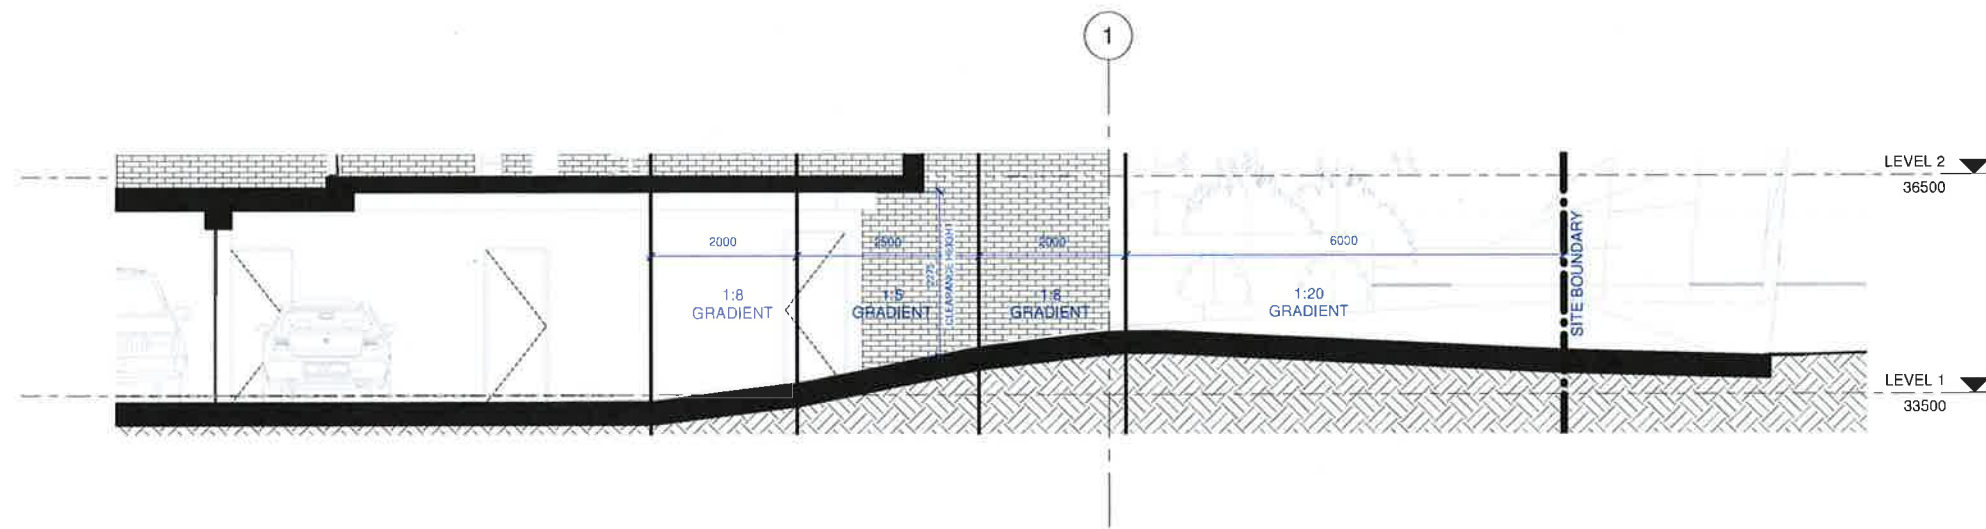 1
LEVEL 2
36500
2000
2500
2000
6000
2275
CLEARANCE HEIGHT
SITE BOUNDARY
1:8
GRADIENT
1:5
GRADIENT
1:8
GRADIENT
1:20
GRADIENT
LEVEL 1
33500